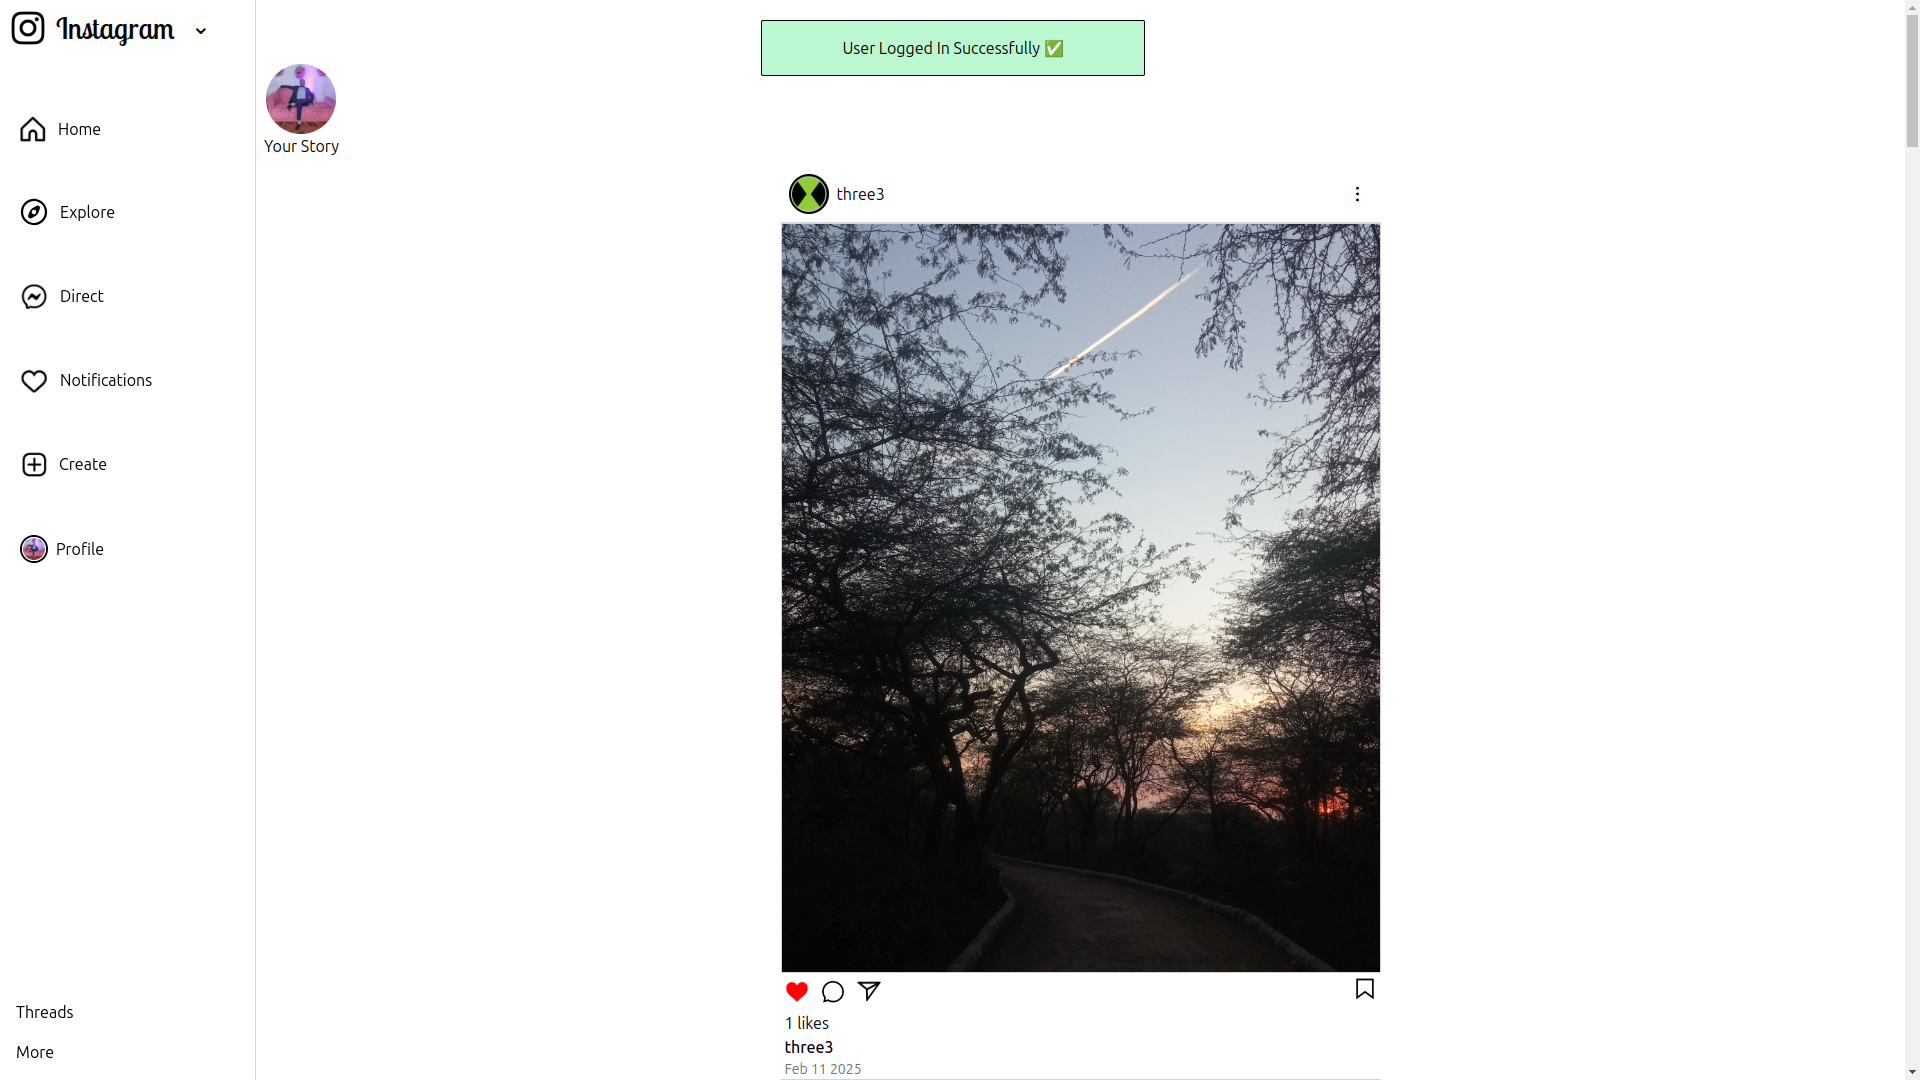 Instagram
Home
Explore
Direct
Notifications
Create
Profile
Threads
More
User Logged In Successfully ✅
Your Story
three3
1 likes
three3
Feb 11 2025